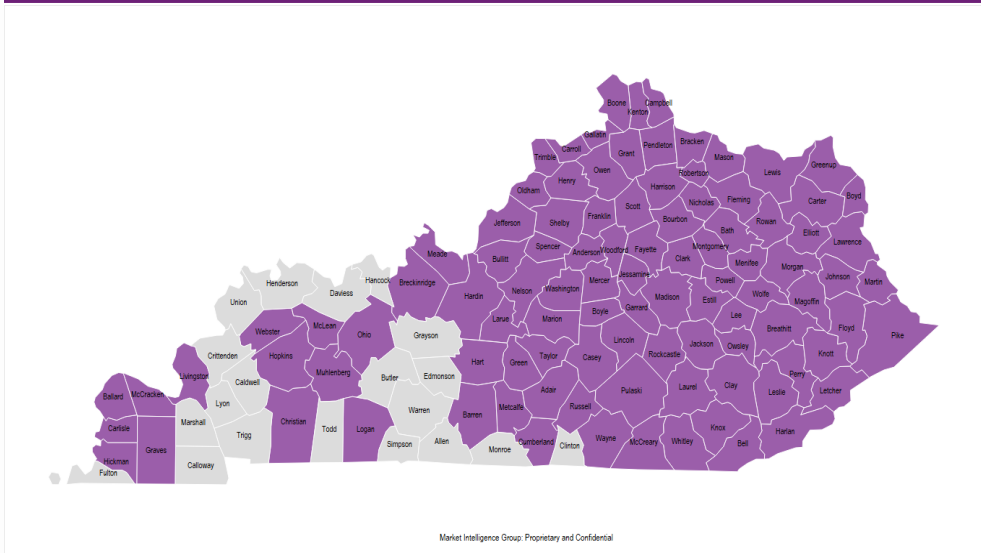 Boone
Campbell
Kenton
Gallatin
Carroll
Grant
Pendleton
Bracken
Trimble
Owen
Mason
Henry
Robertson
Lewis
Greenup
Oldham
Harrison
Nicholas
Fleming
Carter
Boyd
Jefferson
Shelby
Franklin
Scott
Bourbon
Rowan
Bath
Elliott
Lawrence
Spencer
Anderson
Woodford
Fayette
Montgomery
Meade
Bullitt
Clark
Menifee
Morgan
Johnson
Martin
Henderson
Daviess
Hancock
Breckinridge
Hardin
Nelson
Washington
Mercer
Jessamine
Madison
Powell
Estill
Wolfe
Magoffin
Union
Webster
McLean
Ohio
Larue
Marion
Boyle
Garrard
Lee
Breathitt
Floyd
Pike
Grayson
Lincoln
Jackson
Owsley
Knott
Crittenden
Hopkins
Hart
Green
Taylor
Casey
Rockcastle
Perry
Livingston
Caldwell
Muhlenberg
Butler
Edmonson
Adair
Pulaski
Laurel
Clay
Leslie
Letcher
Ballard
McCracken
Lyon
Warren
Barren
Metcalfe
Russell
Carlisle
Marshall
Trigg
Christian
Todd
Logan
Simpson
Allen
Monroe
Cumberland
Clinton
Wayne
McCreary
Whitley
Knox
Bell
Harlan
Hickman
Graves
Calloway
Fulton
Market Intelligence Group: Proprietary and Confidential